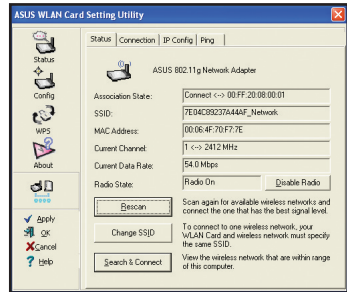 ASUS WLAN Card Setting Utility
Status Connection IP Config Ping
Status
Config
WPS
About
Apply
OK
Cancel
Help
ASUS 802.11g Network Adapter
Association State: Connect <--> 00:FF:20:08:00:01
SSID: 7E04C89237A44AF_Network
MAC Address: 00:06:4F:70:F7:7E
Current Channel: 1 <--> 2412 MHz
Current Data Rate: 54.0 Mbps
Radio State: Radio On Disable Radio
Rescan Scan again for available wireless networks and
connect the one that has the best signal level.
Change SSID To connect to one wireless network, your
WLAN Card and wireless network must specify
the same SSID.
Search & Connect View the wireless network that are within range
of this computer.